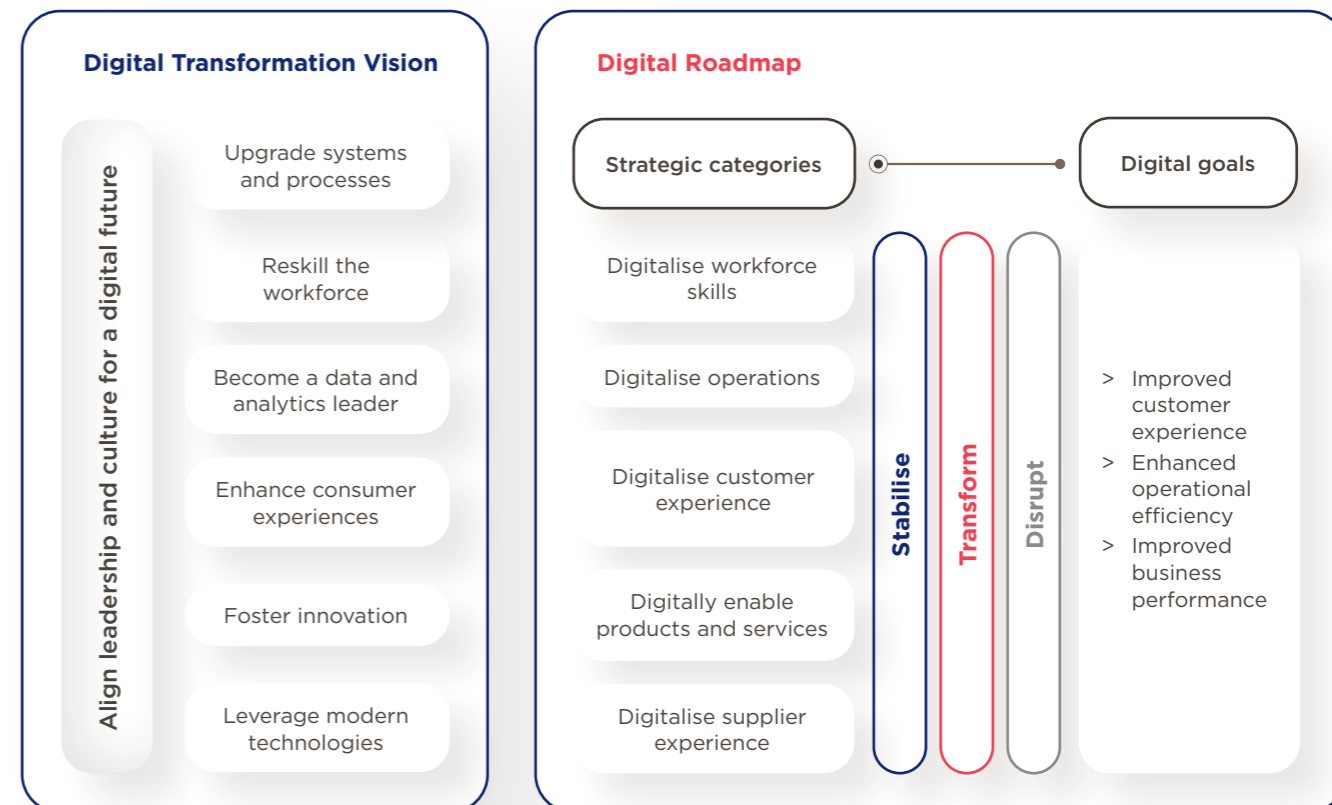 Digital Transformation Vision
Align leadership and culture for a digital future
Upgrade systems
and processes
Reskill the
workforce
Become a data and
analytics leader
Enhance consumer
experiences
Foster innovation
Leverage modern
technologies
Digital Roadmap
Strategic categories
Digital goals
Digitalise workforce
skills
Digitalise operations
Digitalise customer
experience
Digitally enable
products and services
Digitalise supplier
experience
Stabilise
Transform
Disrupt
> Improved
customer
experience
> Enhanced
operational
efficiency
> Improved
business
performance